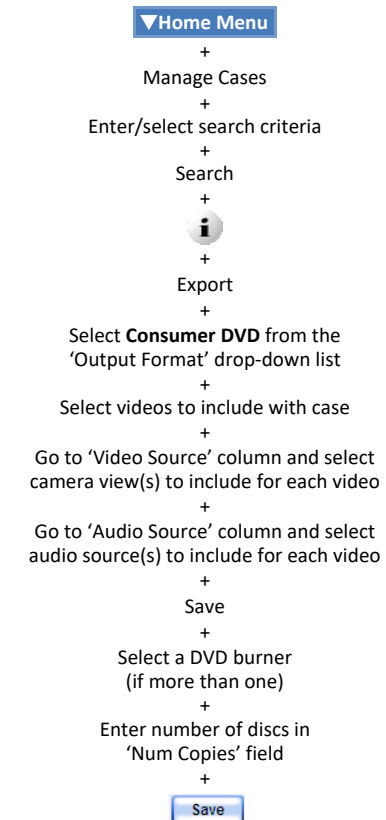 ▼Home Menu
+
Manage Cases
+
Enter/select search criteria
+
Search
+
i
+
Export
+
Select Consumer DVD from the
‘Output Format’ drop-down list
+
Select videos to include with case
+
Go to ‘Video Source’ column and select
camera view(s) to include for each video
+
Go to ‘Audio Source’ column and select
audio source(s) to include for each video
+
Save
+
Select a DVD burner
(if more than one)
+
Enter number of discs in
‘Num Copies’ field
+
Save